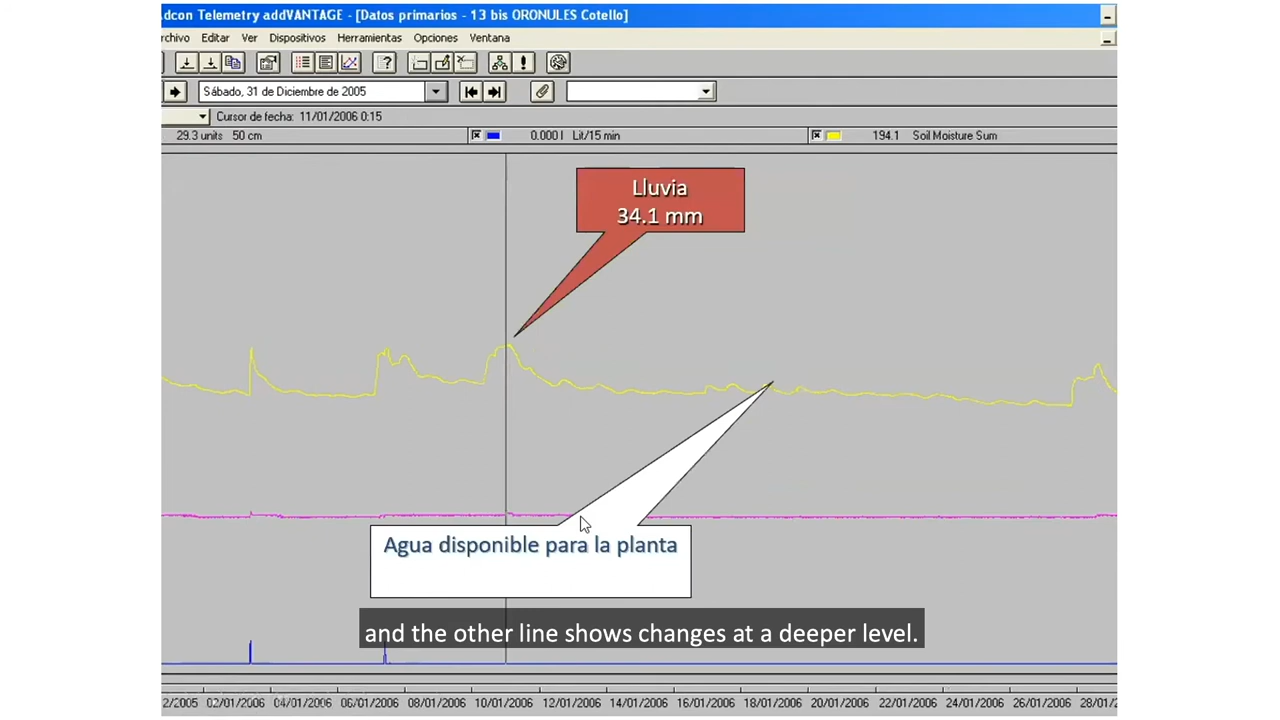 dcon Telemetry addVANTAGE - [Datos primarios - 13 bis ORONULES Cotello]
rchivo Editar Ver Dispositivos Herramientas Opciones Ventana
Sábado, 31 de Diciembre de 2005
Cursor de fecha: 11/01/2006 0:15
29.3 units 50 cm 0.000 l Lit/15 min 194.1 Soil Moisture Sum
Lluvia
34.1 mm
Agua disponible para la planta
and the other line shows changes at a deeper level.
2/2005 02/01/2006 04/01/2006 06/01/2006 08/01/2006 10/01/2006 12/01/2006 14/01/2006 16/01/2006 18/01/2006 20/01/2006 22/01/2006 24/01/2006 26/01/2006 28/01/2